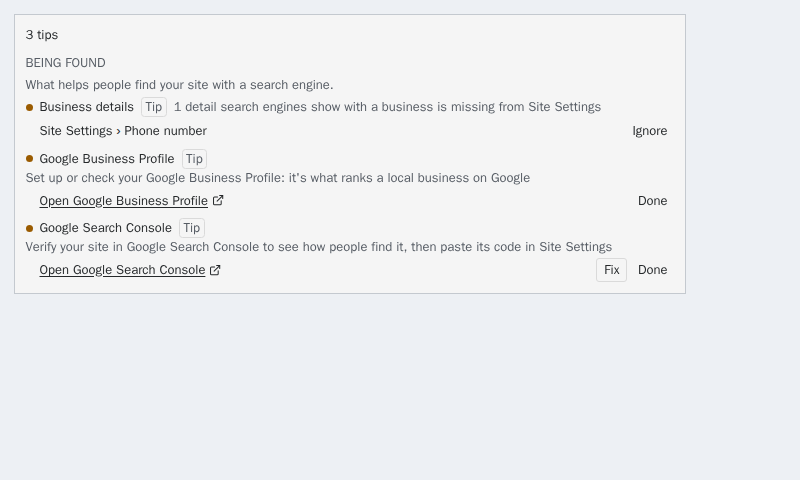 3 tips
BEING FOUND
What helps people find your site with a search engine.
Business details Tip 1 detail search engines show with a business is missing from Site Settings
Site Settings › Phone number Ignore
Google Business Profile Tip
Set up or check your Google Business Profile: it's what ranks a local business on Google
Open Google Business Profile Done
Google Search Console Tip
Verify your site in Google Search Console to see how people find it, then paste its code in Site Settings
Open Google Search Console Fix Done